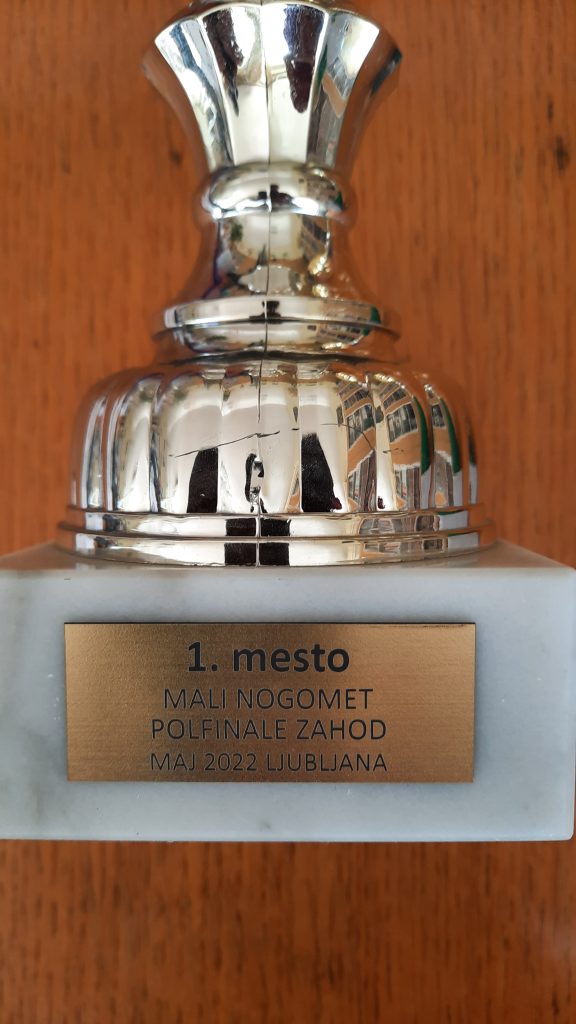 1. mesto
MALI NOGOMET
POLFINALE ZAHOD
MAJ 2022 LJUBLJANA